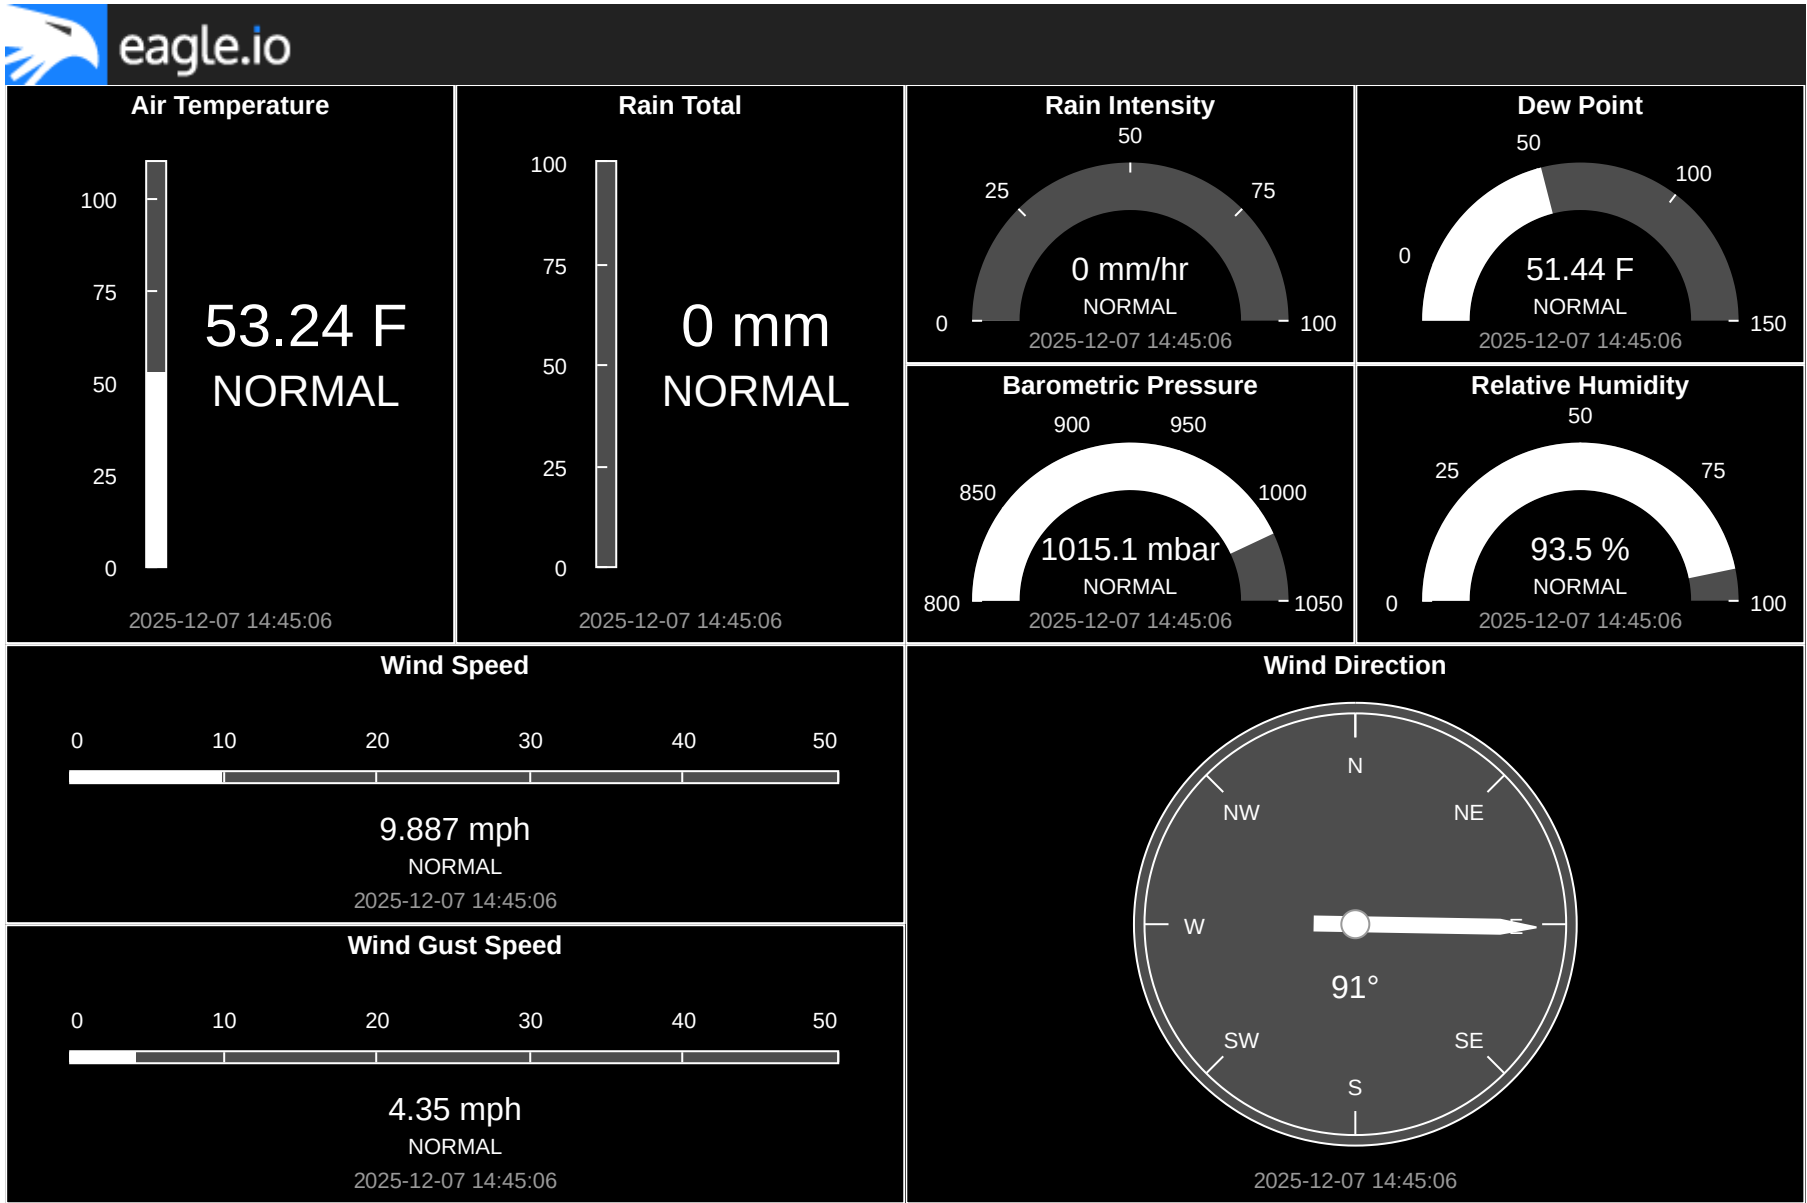 eagle.io
Air Temperature
100
75
50
25
0
53.24 F
NORMAL
2025-12-07 14:45:06
Rain Total
100
75
50
25
0
0 mm
NORMAL
2025-12-07 14:45:06
Rain Intensity
50
25
75
0
100
0 mm/hr
NORMAL
2025-12-07 14:45:06
Dew Point
50
100
0
150
51.44 F
NORMAL
2025-12-07 14:45:06
Barometric Pressure
900
950
850
1000
800
1050
1015.1 mbar
NORMAL
2025-12-07 14:45:06
Relative Humidity
50
25
75
0
100
93.5 %
NORMAL
2025-12-07 14:45:06
Wind Speed
0 10 20 30 40 50
9.887 mph
NORMAL
2025-12-07 14:45:06
Wind Gust Speed
0 10 20 30 40 50
4.35 mph
NORMAL
2025-12-07 14:45:06
Wind Direction
N
NW NE
W E
91°
SW SE
S
2025-12-07 14:45:06